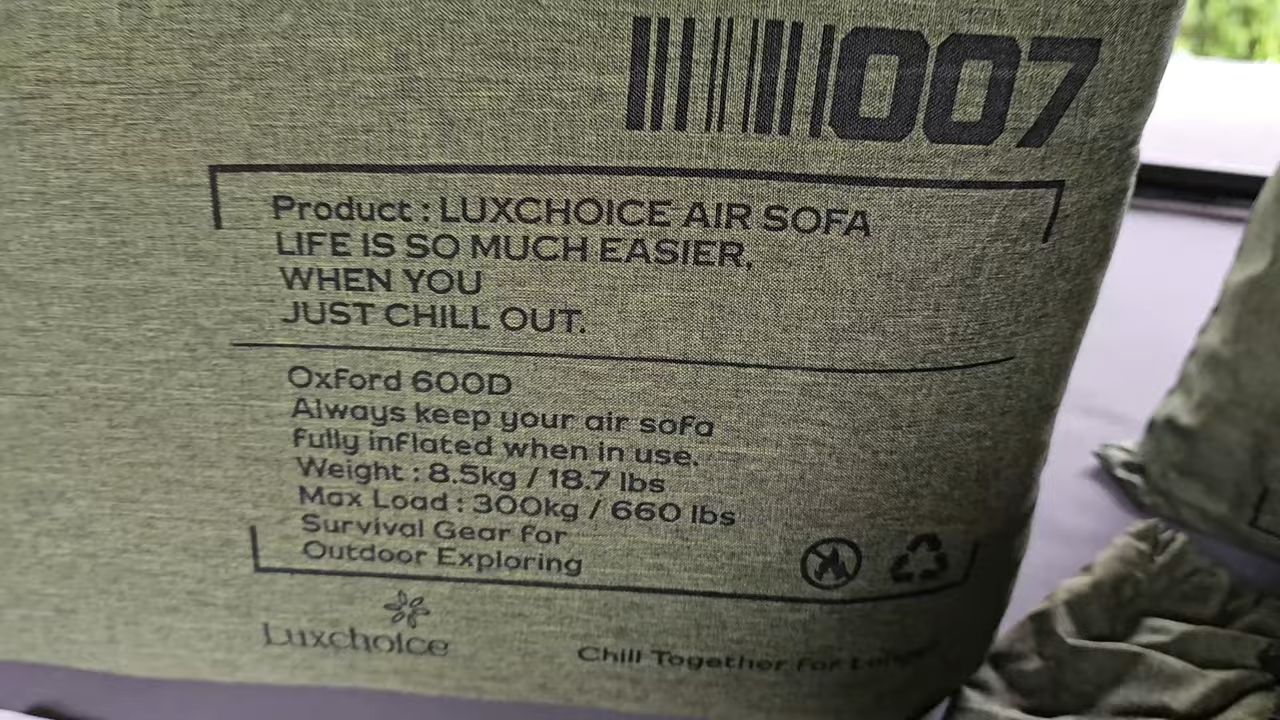 007
Product : LUXCHOICE AIR SOFA
LIFE IS SO MUCH EASIER,
WHEN YOU
JUST CHILL OUT.
Oxford 600D
Always keep your air sofa
fully inflated when in use.
Weight : 8.5kg / 18.7 lbs
Max Load : 300kg / 660 lbs
Survival Gear for
Outdoor Exploring
Luxchoice
Chill Together For